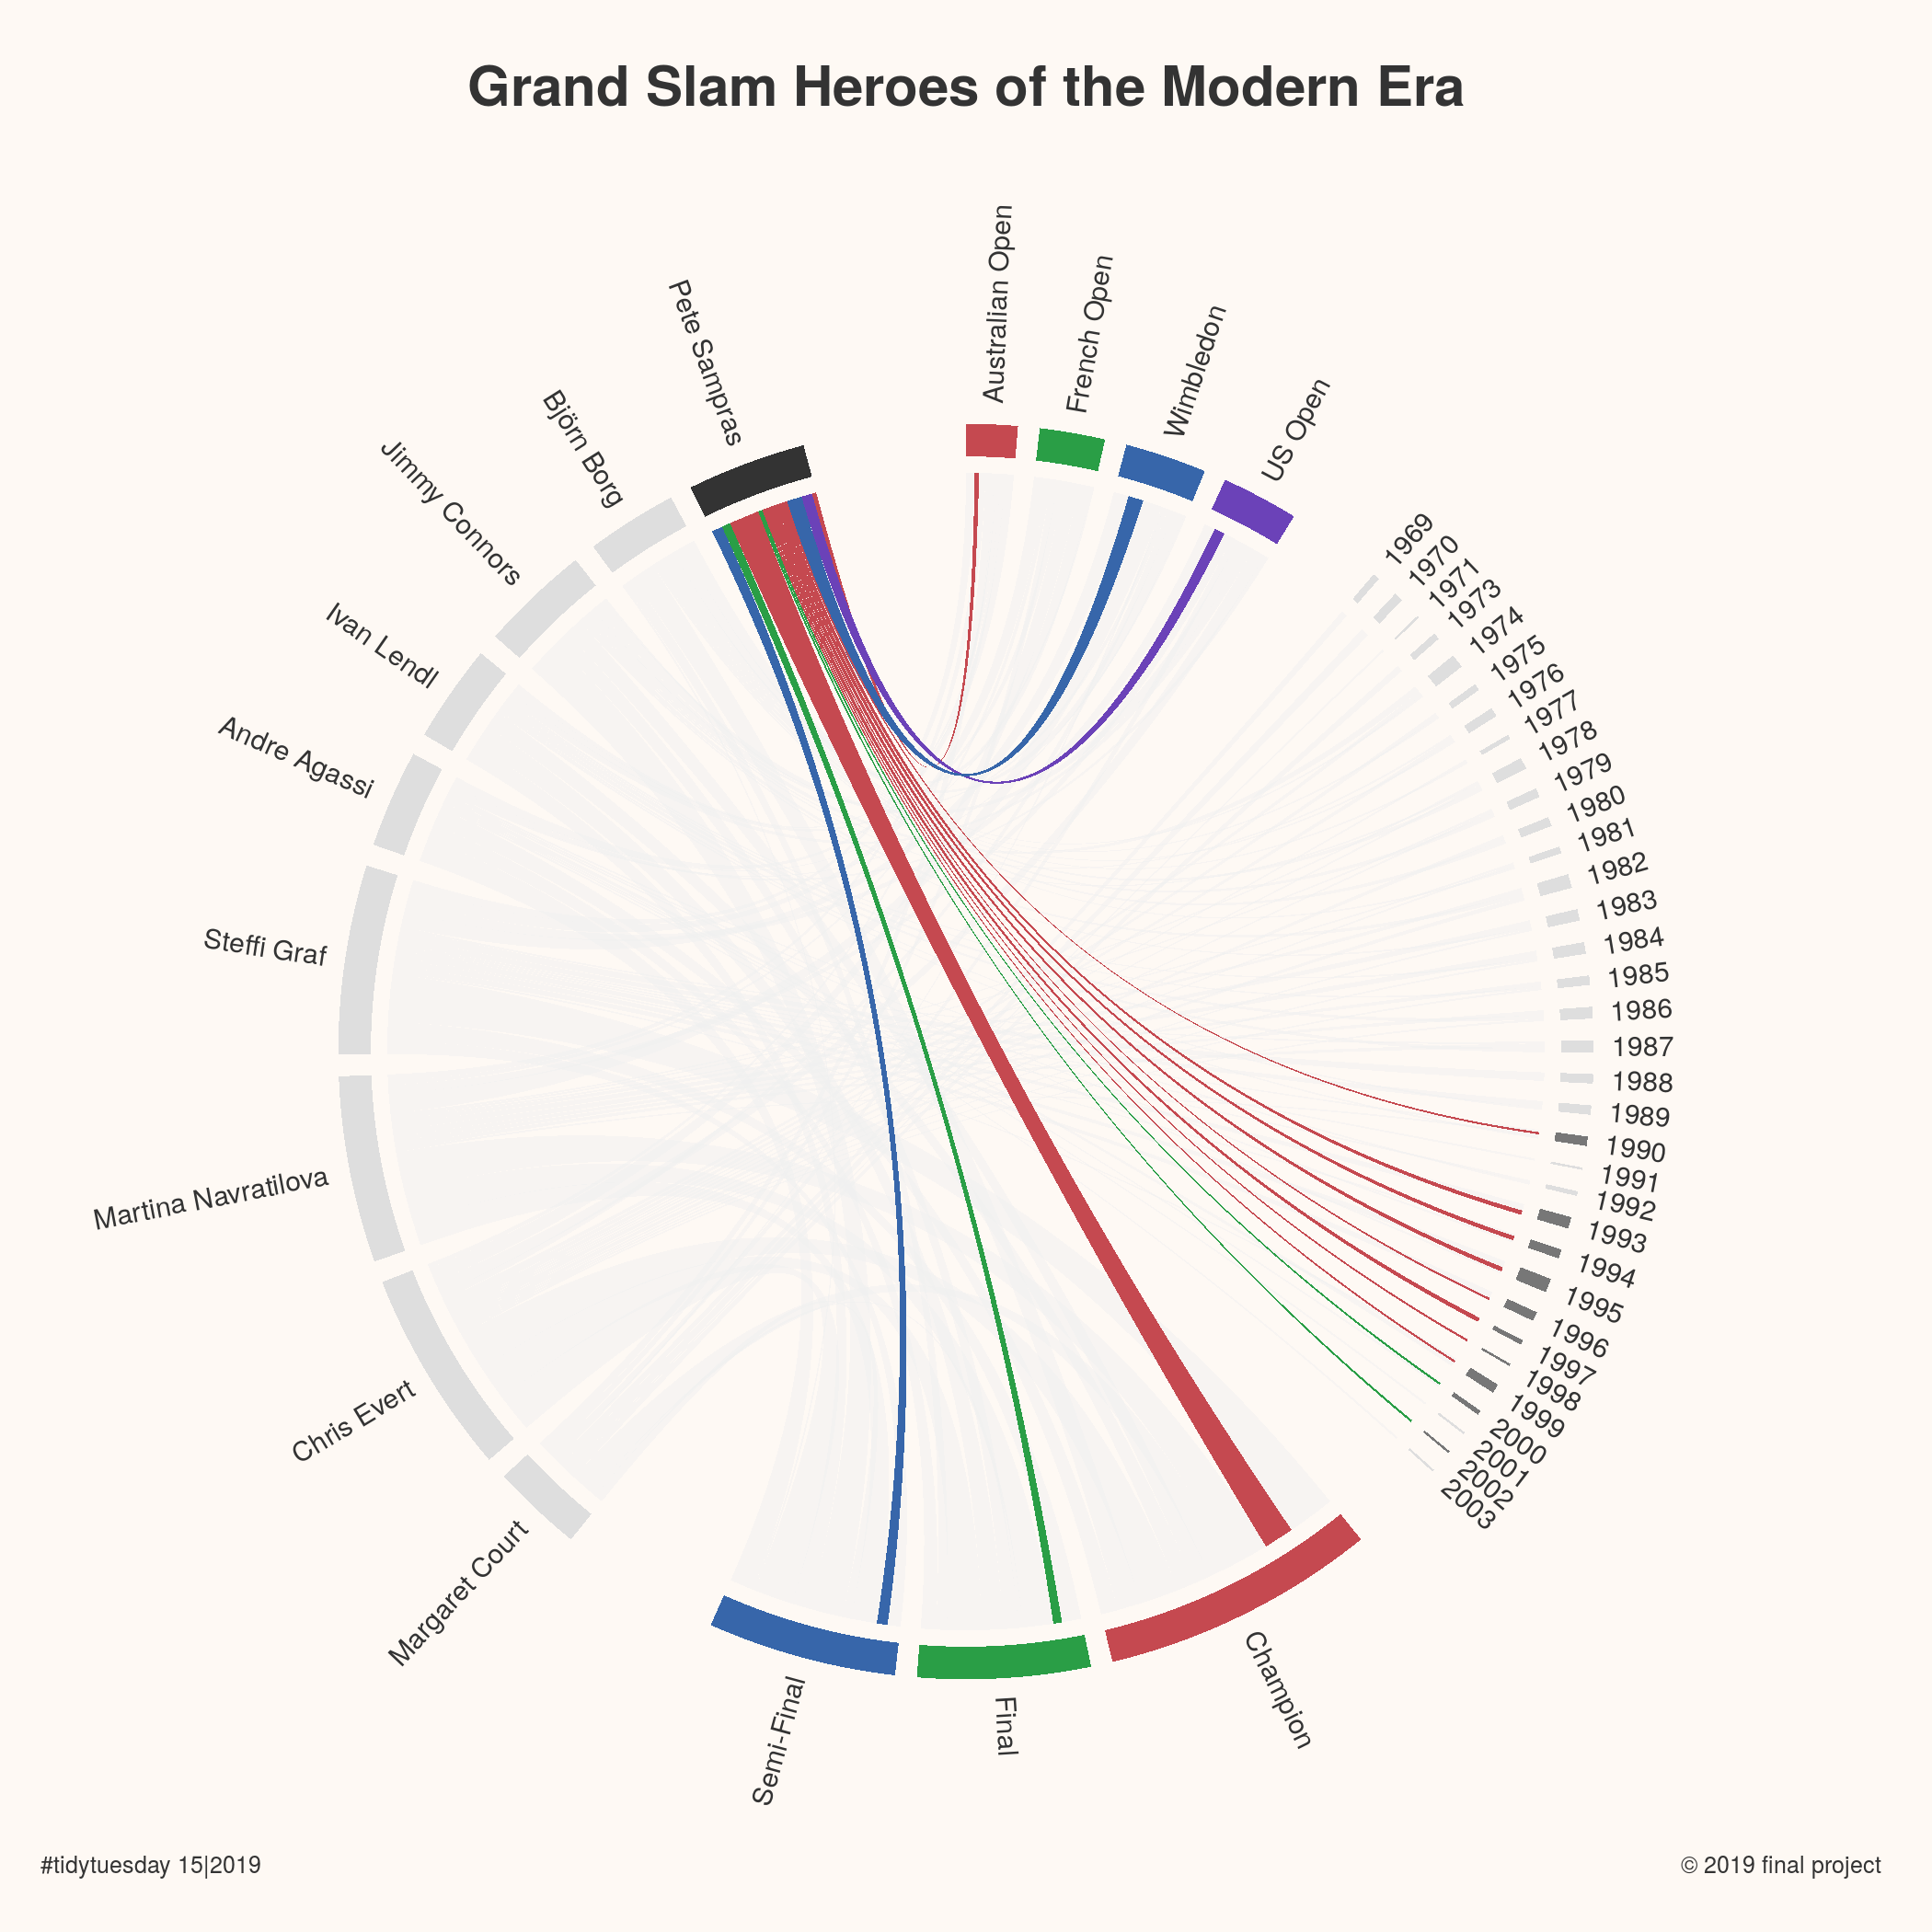 Grand Slam Heroes of the Modern Era
Australian Open
French Open
Wimbledon
US Open
1969
1970
1971
1973
1974
1975
1976
1977
1978
1979
1980
1981
1982
1983
1984
1985
1986
1987
1988
1989
1990
1991
1992
1993
1994
1995
1996
1997
1998
1999
2000
2001
2002
2003
Champion
Final
Semi-Final
Margaret Court
Chris Evert
Martina Navratilova
Steffi Graf
Andre Agassi
Ivan Lendl
Jimmy Connors
Björn Borg
Pete Sampras
#tidytuesday 15|2019
© 2019 final project